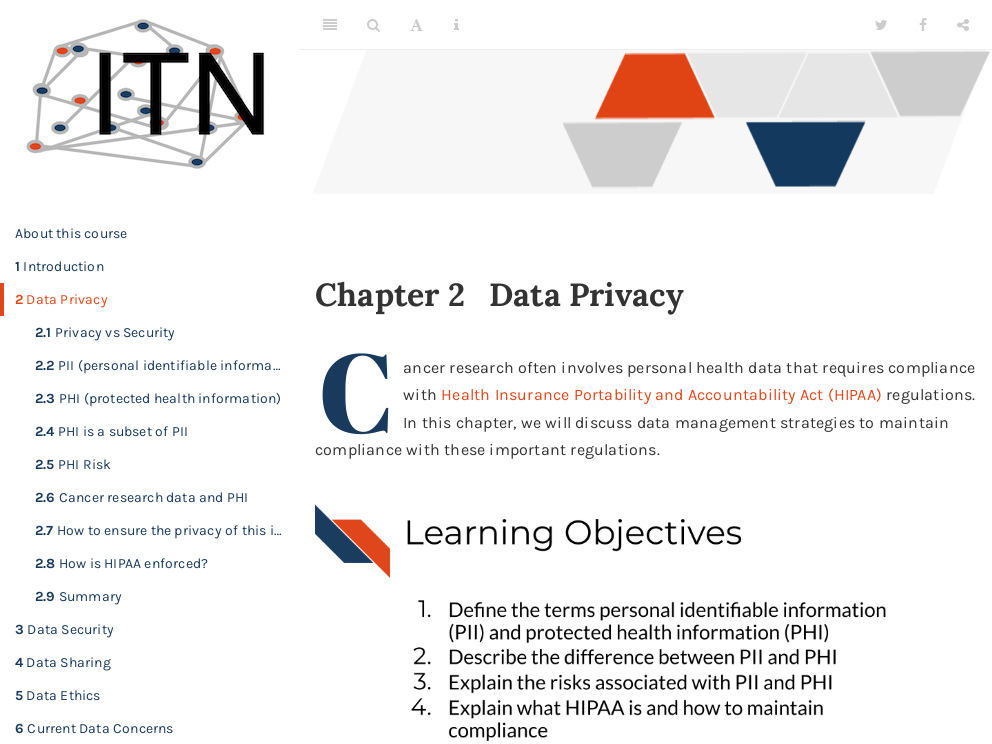 ITN
A
i
About this course
1 Introduction
2 Data Privacy
2.1 Privacy vs Security
2.2 PII (personal identifiable informa...
2.3 PHI (protected health information)
2.4 PHI is a subset of PII
2.5 PHI Risk
2.6 Cancer research data and PHI
2.7 How to ensure the privacy of this i...
2.8 How is HIPAA enforced?
2.9 Summary
3 Data Security
4 Data Sharing
5 Data Ethics
6 Current Data Concerns
Chapter 2 Data Privacy
Cancer research often involves personal health data that requires compliance
with Health Insurance Portability and Accountability Act (HIPAA) regulations.
In this chapter, we will discuss data management strategies to maintain
compliance with these important regulations.
Learning Objectives
1. Define the terms personal identifiable information
(PII) and protected health information (PHI)
2. Describe the difference between PII and PHI
3. Explain the risks associated with PII and PHI
4. Explain what HIPAA is and how to maintain
compliance